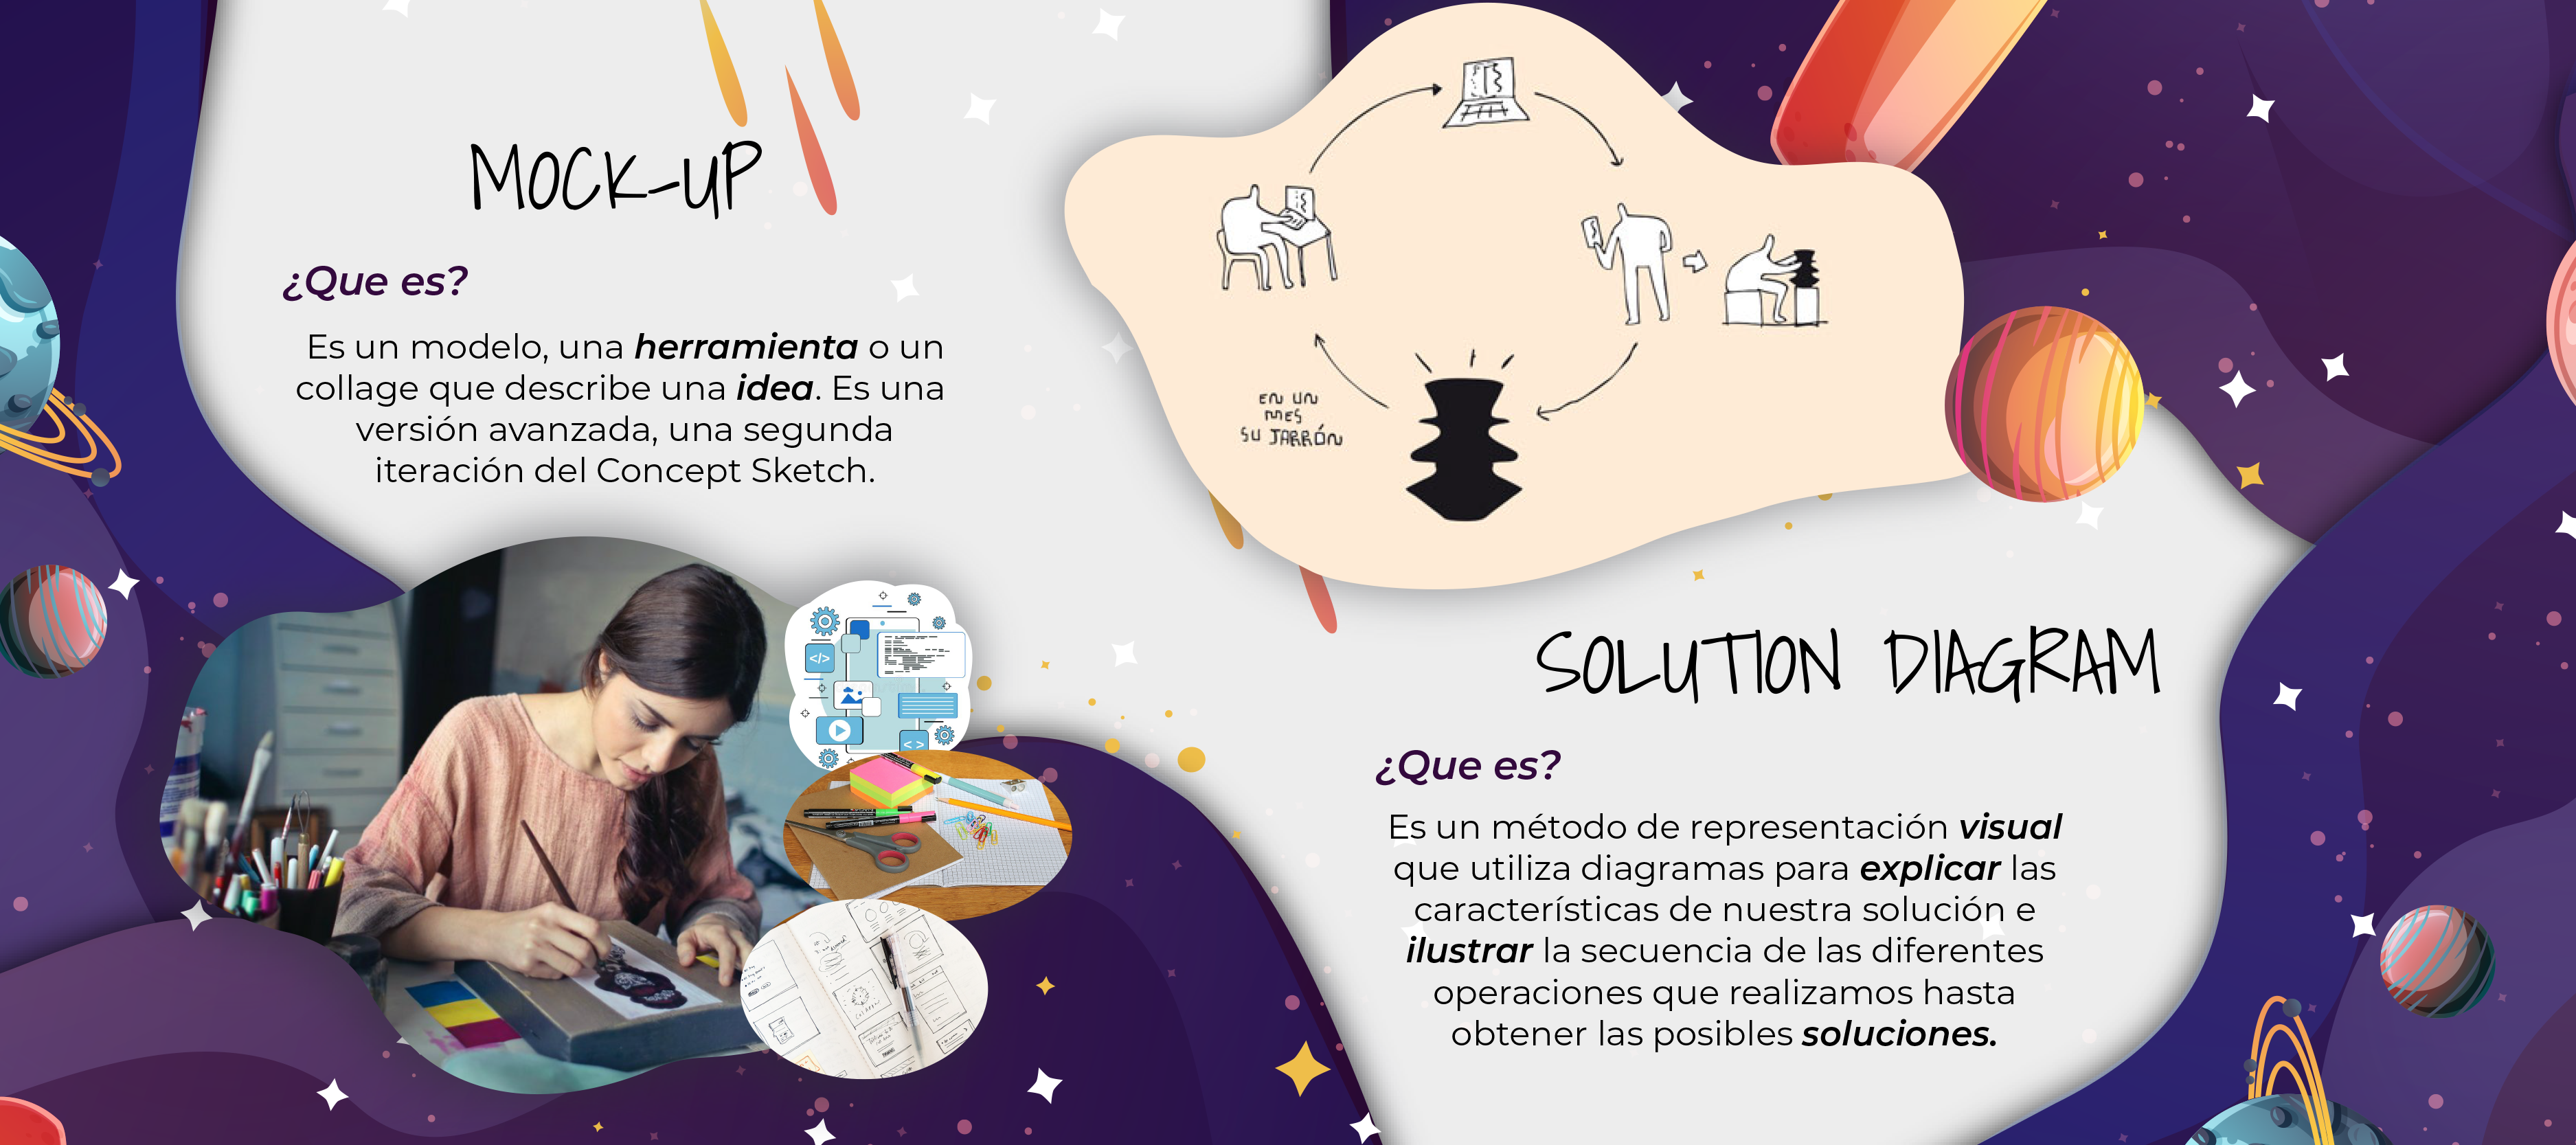 MOCK-UP
¿Que es?
Es un modelo, una herramienta o un
collage que describe una idea. Es una
versión avanzada, una segunda
iteración del Concept Sketch.
EN UN
MES
SU JARRÓN
SOLUTION DIAGRAM
¿Que es?
Es un método de representación visual
que utiliza diagramas para explicar las
características de nuestra solución e
ilustrar la secuencia de las diferentes
operaciones que realizamos hasta
obtener las posibles soluciones.